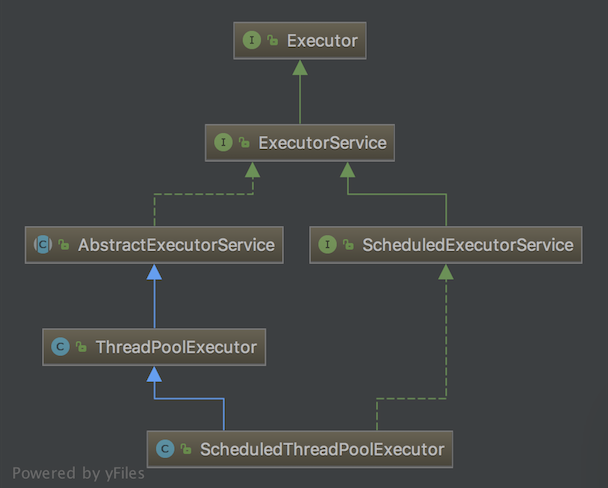 I Executor
I ExecutorService
C AbstractExecutorService
I ScheduledExecutorService
C ThreadPoolExecutor
C ScheduledThreadPoolExecutor
Powered by yFiles